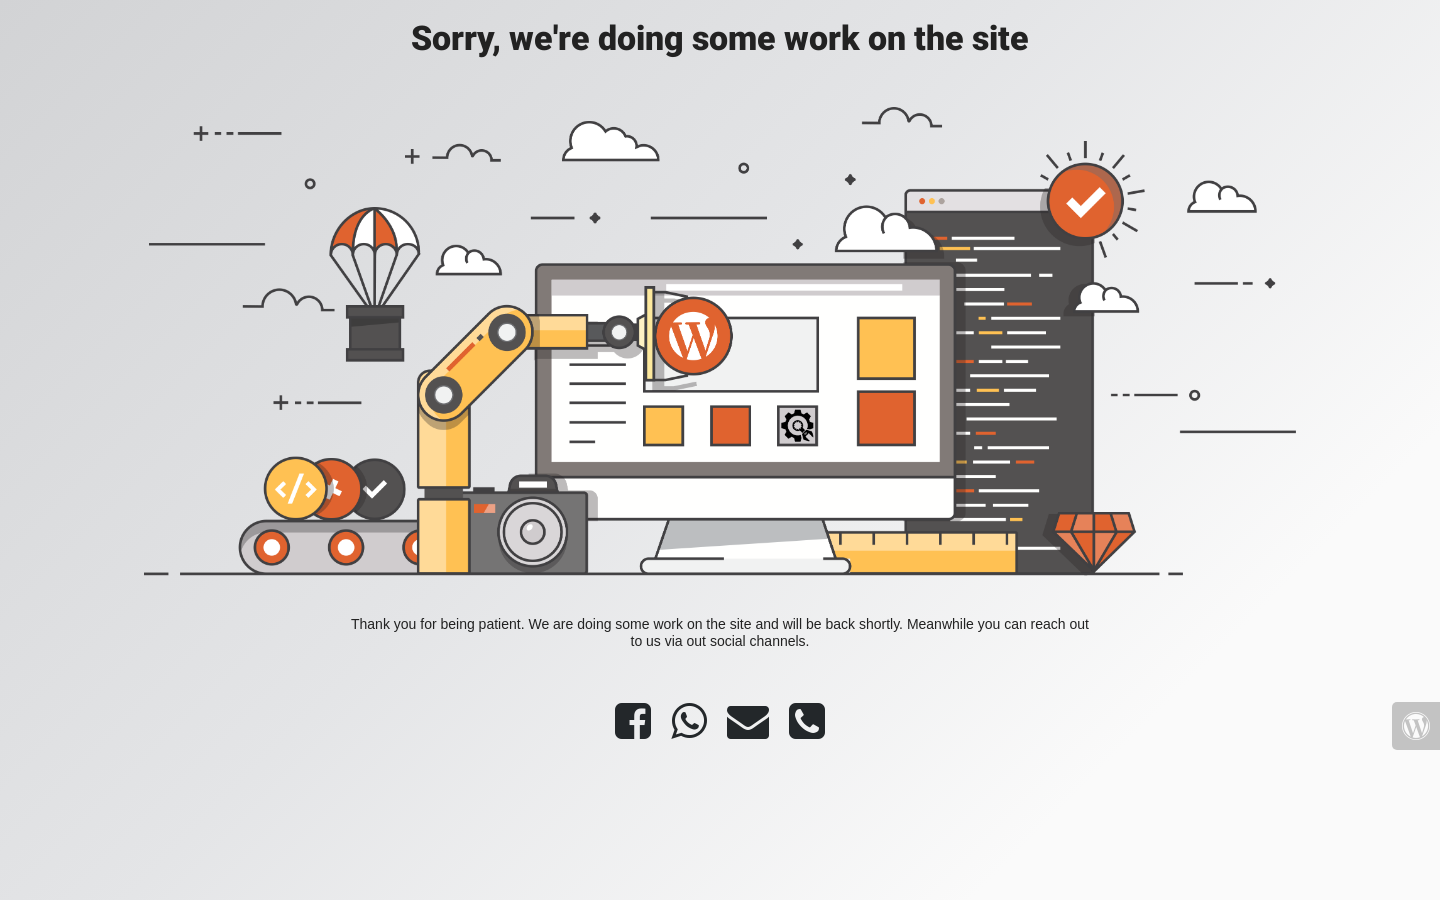 Sorry, we're doing some work on the site
Thank you for being patient. We are doing some work on the site and will be back shortly. Meanwhile you can reach out
to us via out social channels.